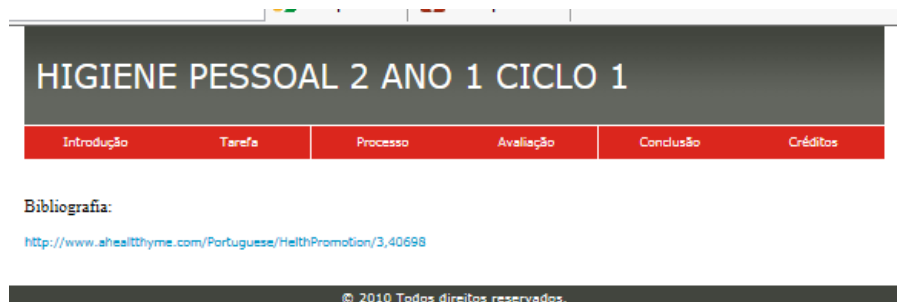 HIGIENE PESSOAL 2 ANO 1 CICLO 1
Introdução Tarefa Processo Avaliação Conclusão Créditos
Bibliografia:
http://www.ahealtthyme.com/Portuguese/HelthPromotion/3,40698
© 2010 Todos direitos reservados.